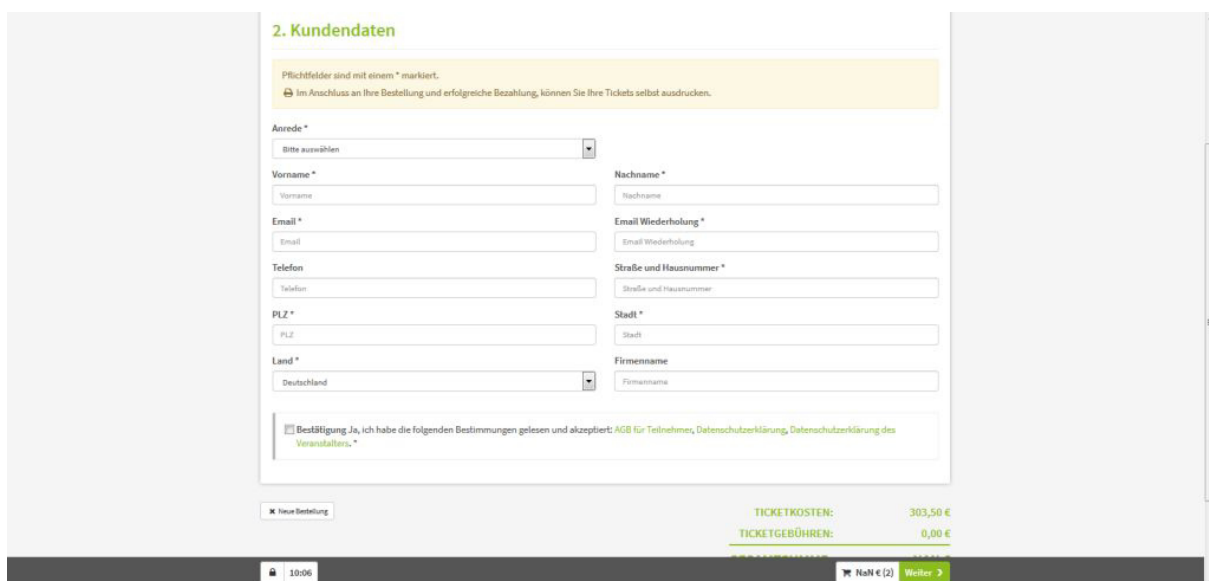 2. Kundendaten
Pflichtfelder sind mit einem * markiert.
Im Anschluss an Ihre Bestellung und erfolgreiche Bezahlung, können Sie Ihre Tickets selbst ausdrucken.
Anrede *
Bitte auswählen
Vorname * Nachname *
Vorname Nachname
Email * Email Wiederholung *
Email Email Wiederholung
Telefon Straße und Hausnummer *
Telefon Straße und Hausnummer
PLZ * Stadt *
PLZ Stadt
Land * Firmenname
Deutschland Firmenname
Bestätigung Ja, ich habe die folgenden Bestimmungen gelesen und akzeptiert: AGB für Teilnehmer, Datenschutzerklärung, Datenschutzerklärung des
Veranstalters. *
Neue Bestellung TICKETKOSTEN: 303,50 €
TICKETGEBÜHREN: 0,00 €
10:06 NaN € (2) Weiter